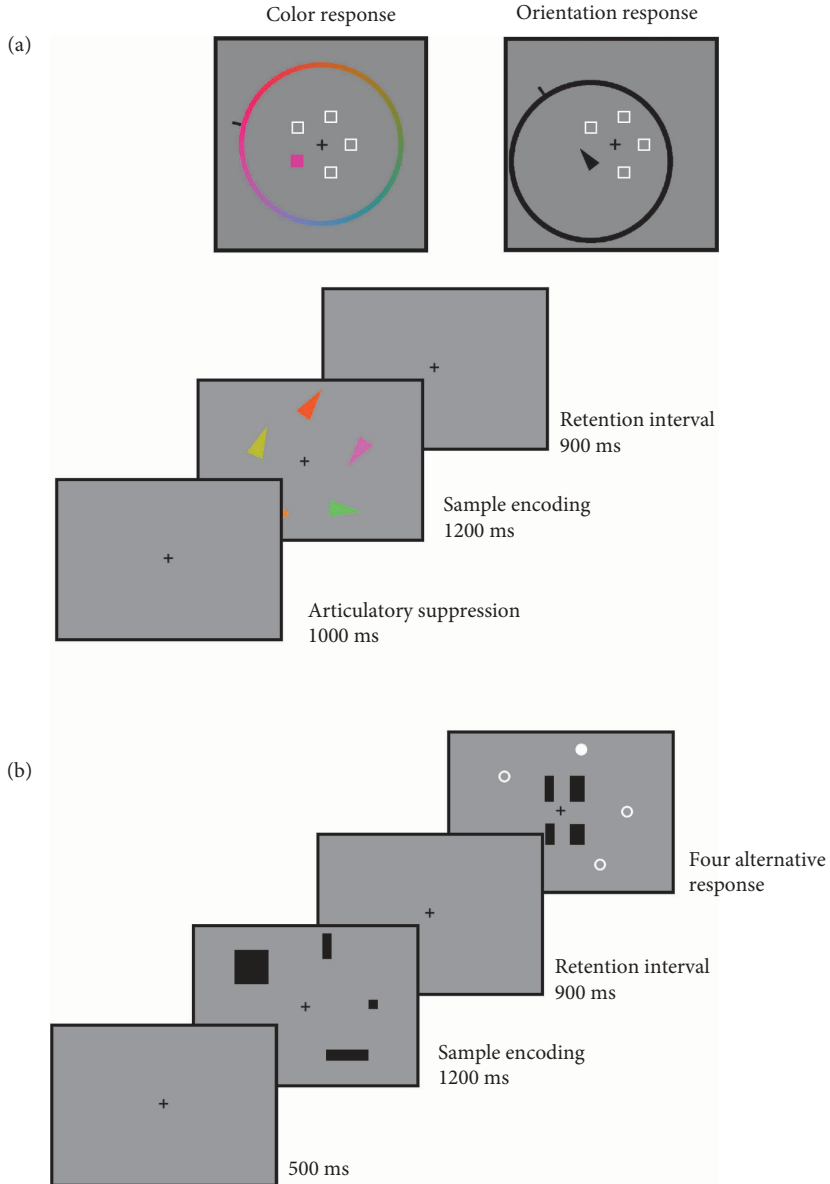 Color response
Orientation response
(a)
Retention interval
900 ms
Sample encoding
1200 ms
Articulatory suppression
1000 ms
(b)
Four alternative
response
Retention interval
900 ms
Sample encoding
1200 ms
500 ms